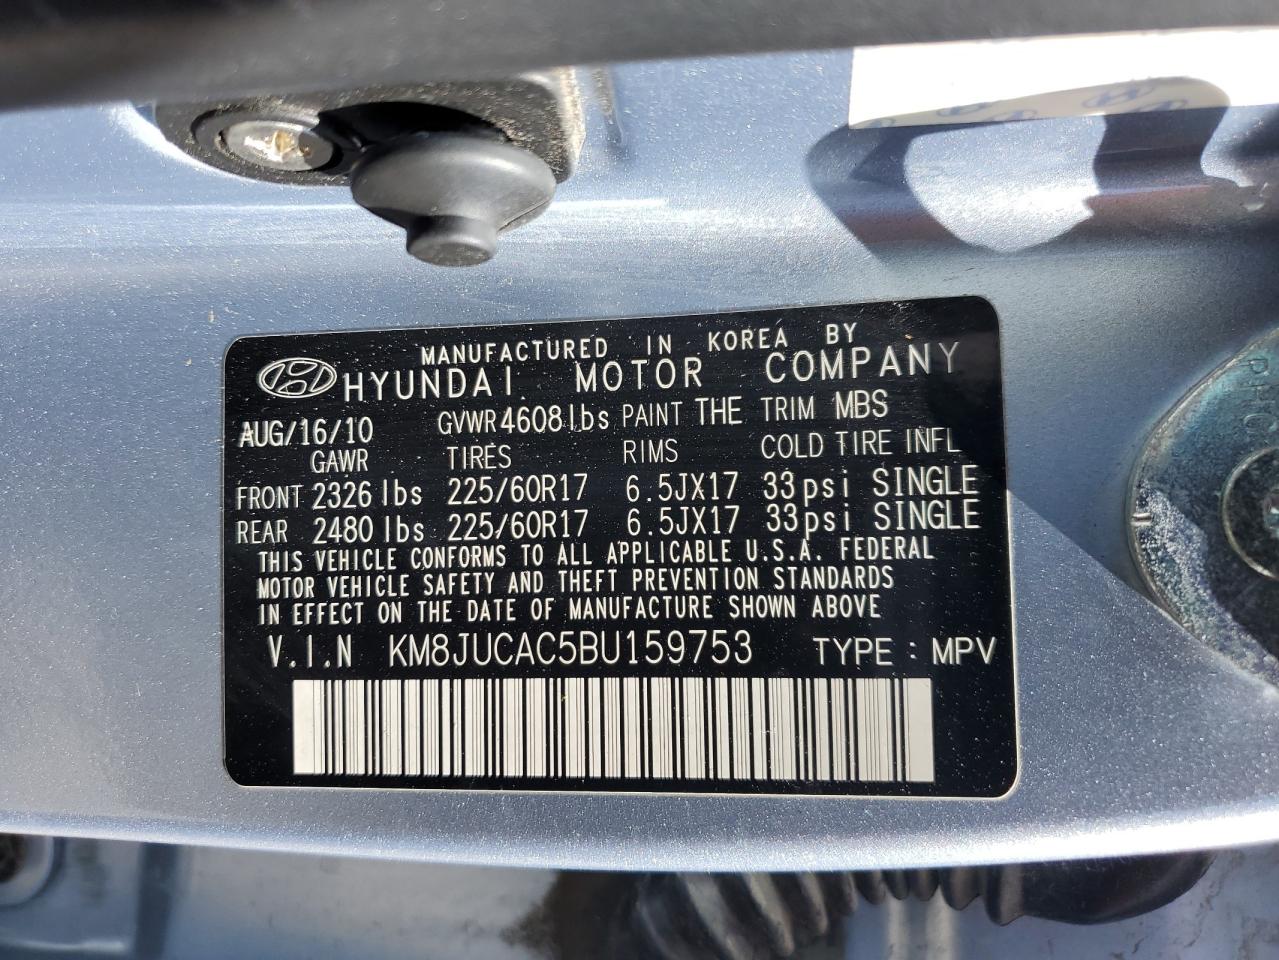 MANUFACTURED IN KOREA BY
HYUNDAI MOTOR COMPANY
AUG/16/10 GVWR 4608 lbs PAINT THE TRIM MBS
GAWR TIRES RIMS COLD TIRE INFL
FRONT 2326 lbs 225/60R17 6.5JX17 33psi SINGLE
REAR 2480 lbs 225/60R17 6.5JX17 33psi SINGLE
THIS VEHICLE CONFORMS TO ALL APPLICABLE U.S.A. FEDERAL
MOTOR VEHICLE SAFETY AND THEFT PREVENTION STANDARDS
IN EFFECT ON THE DATE OF MANUFACTURE SHOWN ABOVE
V.I.N KM8JUCAC5BU159753 TYPE : MPV